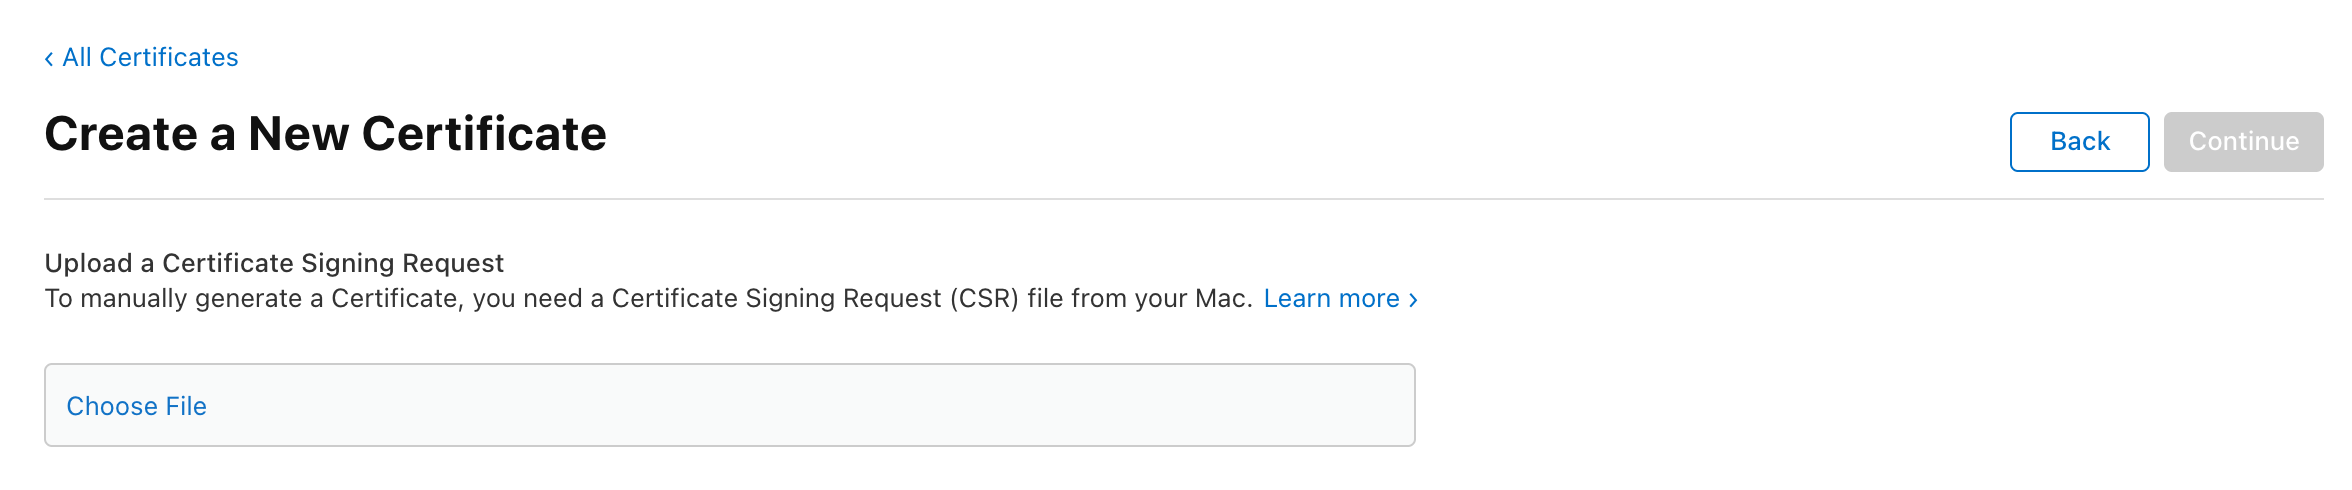 ‹ All Certificates
Create a New Certificate
Back
Continue
Upload a Certificate Signing Request
To manually generate a Certificate, you need a Certificate Signing Request (CSR) file from your Mac. Learn more ›
Choose File